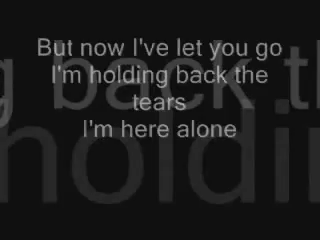 But now I've let you go
I'm holding back the
tears
I'm here alone
g back th
holdin